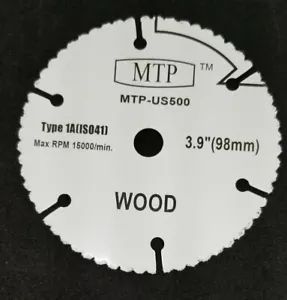 MTP ™
MTP-US500
Type 1A(ISO41)
Max RPM 15000/min.
3.9"(98mm)
WOOD